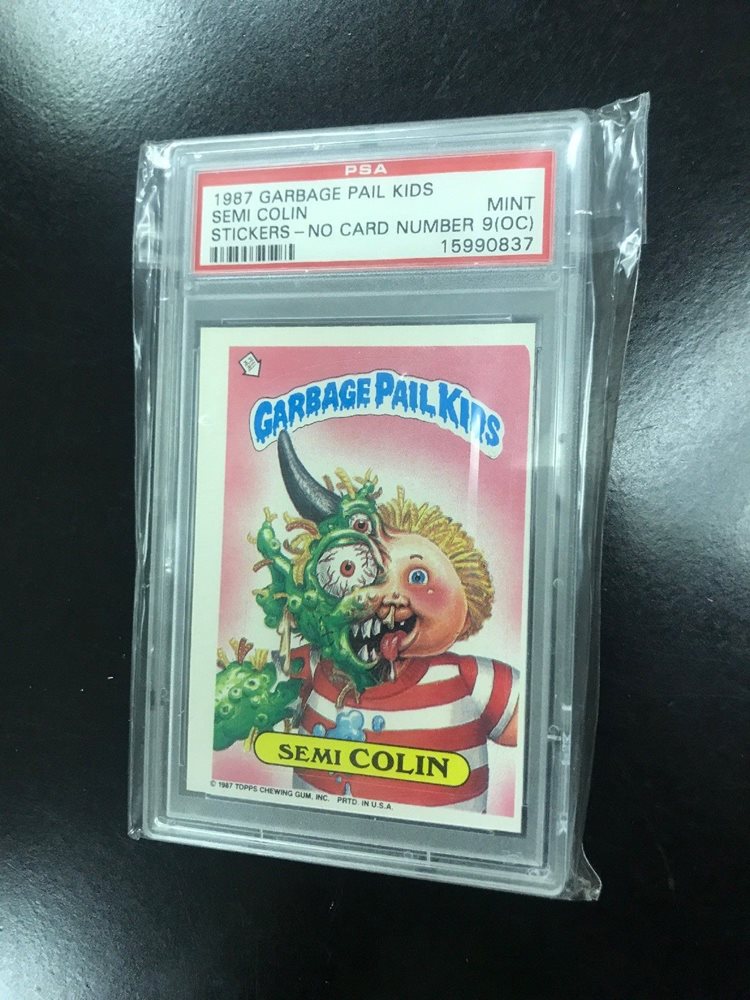 PSA
1987 GARBAGE PAIL KIDS
SEMI COLIN MINT
STICKERS-NO CARD NUMBER 9(OC)
15990837
GARBAGE PAIL KIDS
SEMI COLIN
© 1987 TOPPS CHEWING GUM, INC. PRTD. IN U.S.A.